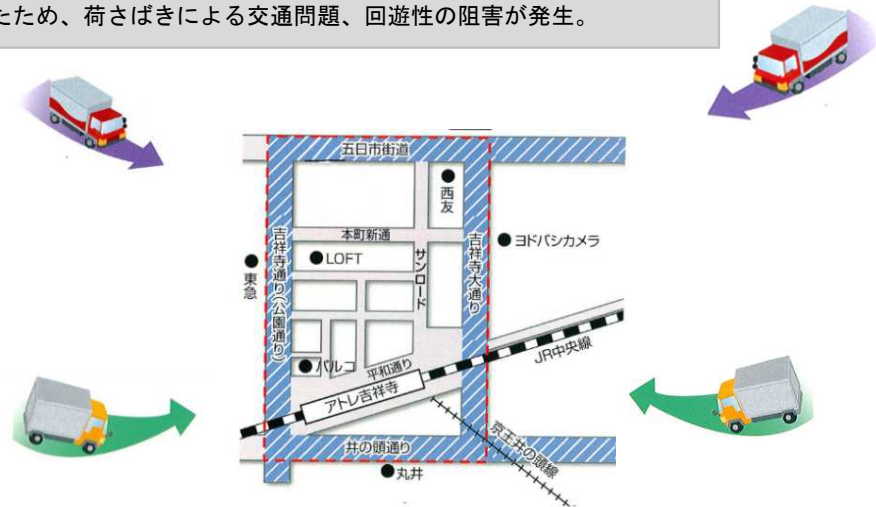 たため、荷さばきによる交通問題、回遊性の阻害が発生。
五日市街道
西友
本町新通
吉祥寺通り(公園通り)
LOFT
サンロード
吉祥寺大通り
ヨドバシカメラ
東急
パルコ
平和通り
アトレ吉祥寺
JR中央線
井の頭通り
京王井の頭線
丸井